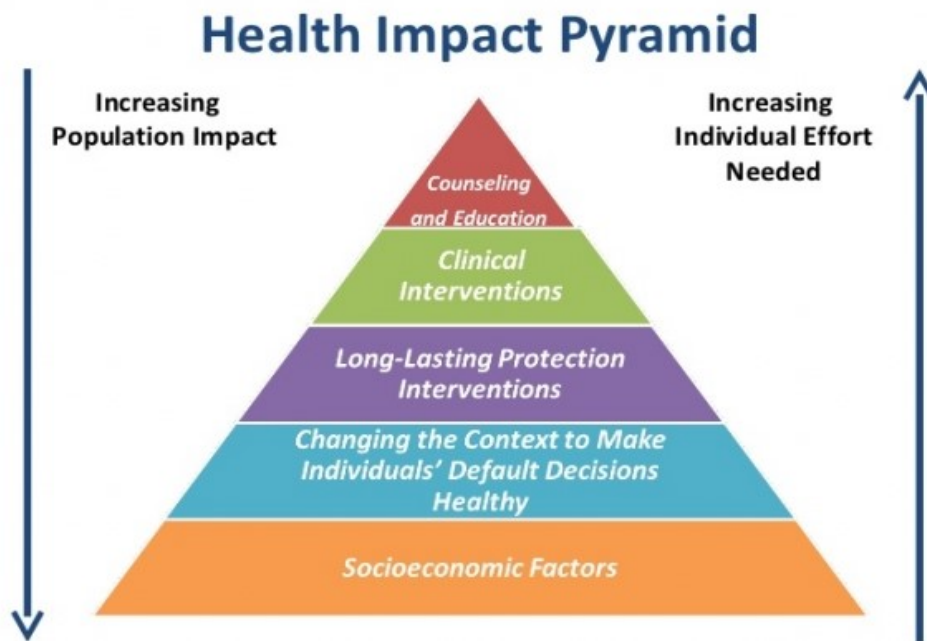 Health Impact Pyramid
Increasing
Population Impact
Increasing
Individual Effort
Needed
Counseling
and Education
Clinical
Interventions
Long-Lasting Protection
Interventions
Changing the Context to Make
Individuals’ Default Decisions
Healthy
Socioeconomic Factors